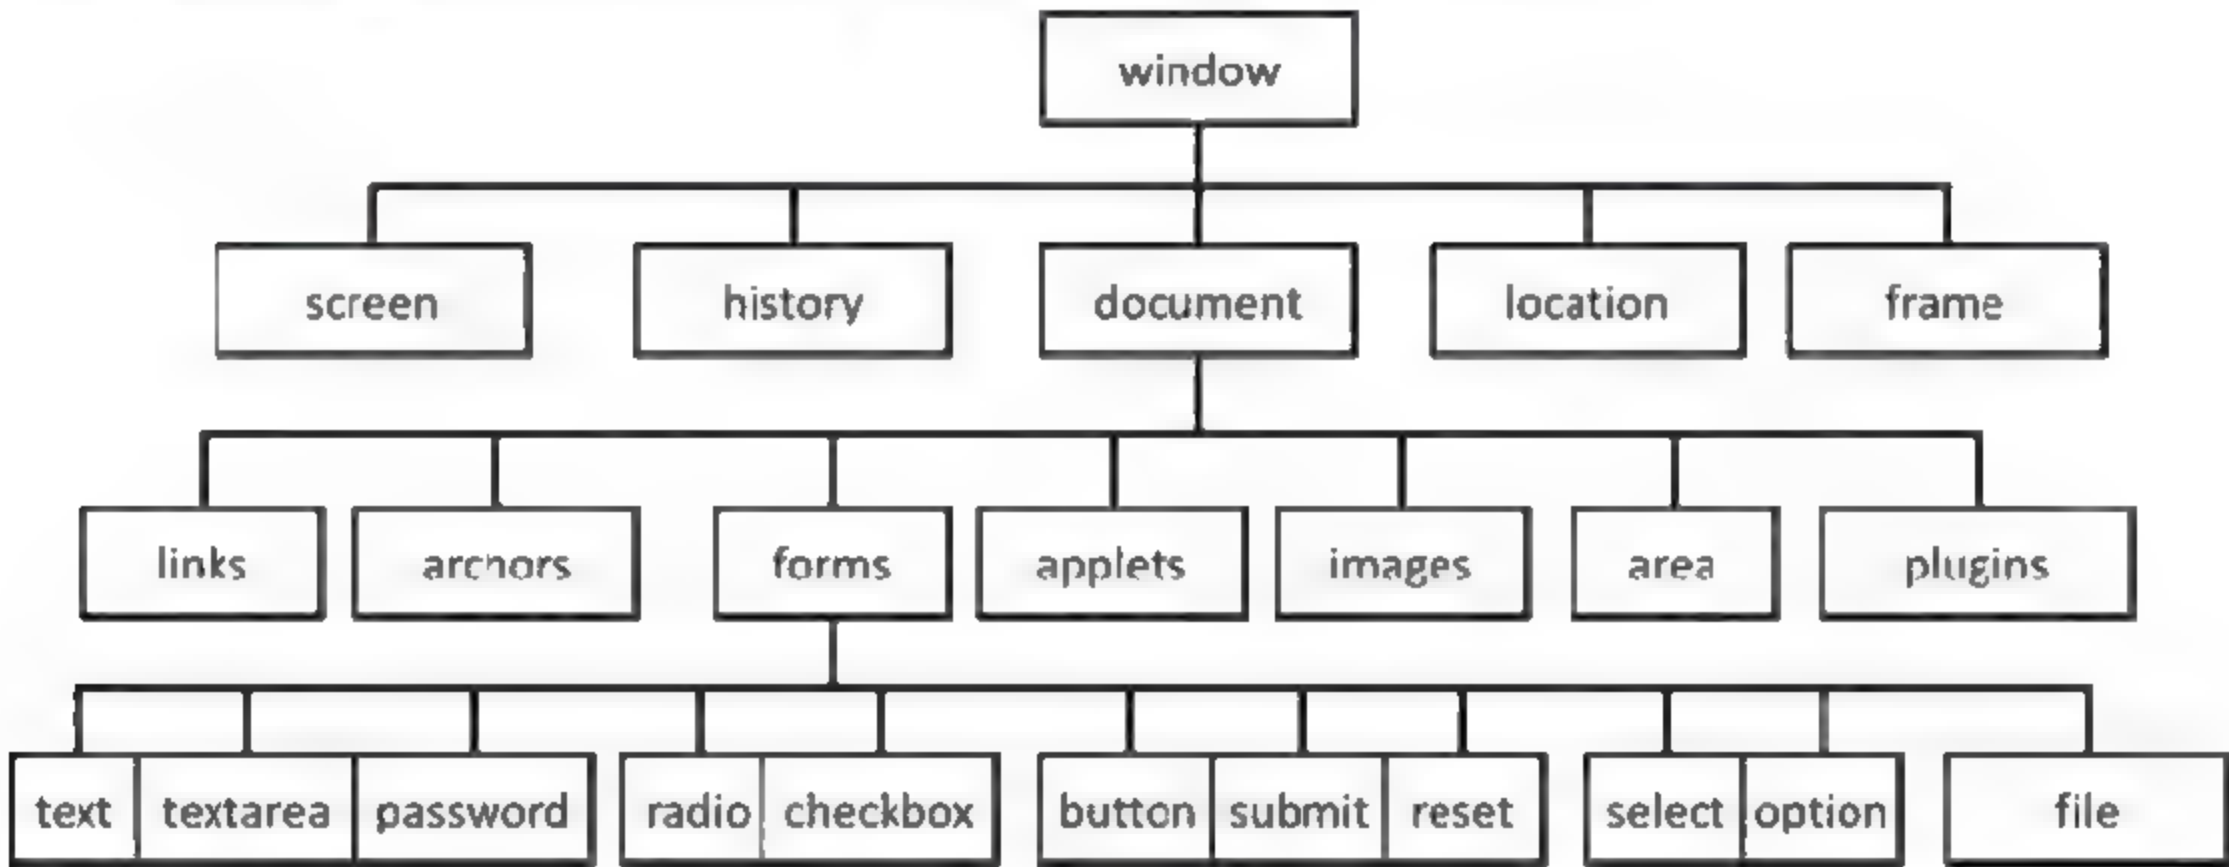 window
screen history document location frame
links archors forms applets images area plugins
text textarea password radio checkbox button submit reset select option file